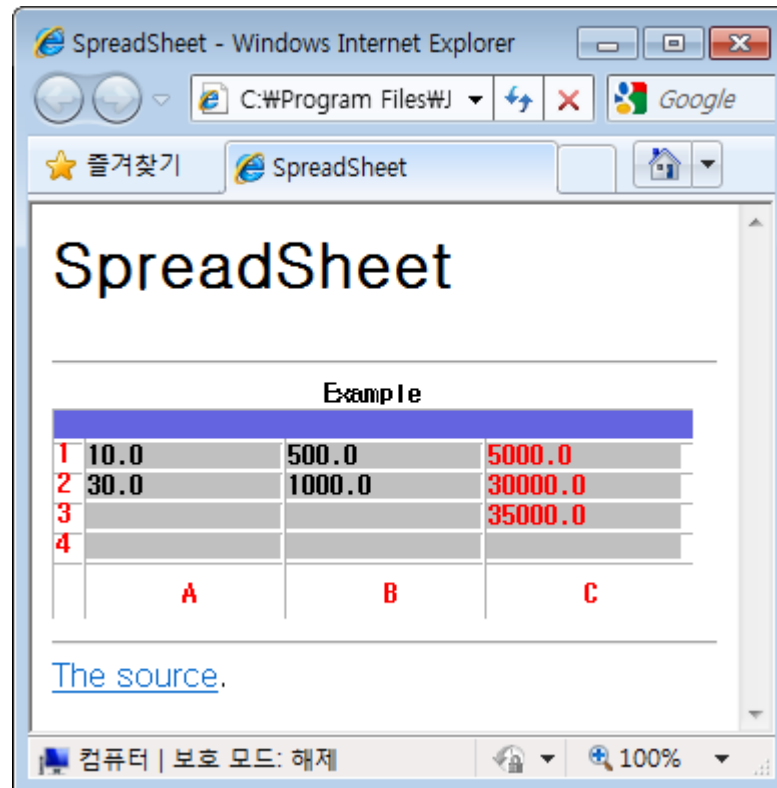 SpreadSheet - Windows Internet Explorer
C:₩Program Files₩J
Google
즐겨찾기
SpreadSheet
SpreadSheet
Example
1 10.0 500.0 5000.0
2 30.0 1000.0 30000.0
3 35000.0
4
A B C
The source.
컴퓨터 | 보호 모드: 해제 100%